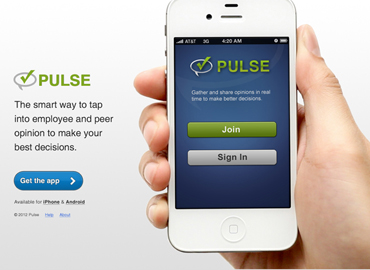 PULSE
The smart way to tap
into employee and peer
opinion to make your
best decisions.
Get the app
Available for iPhone & Android
©2012 Pulse Help About
AT&T 3G 4:20 AM
PULSE
Gather and share opinions in real
time to make better decisions.
Join
Sign In